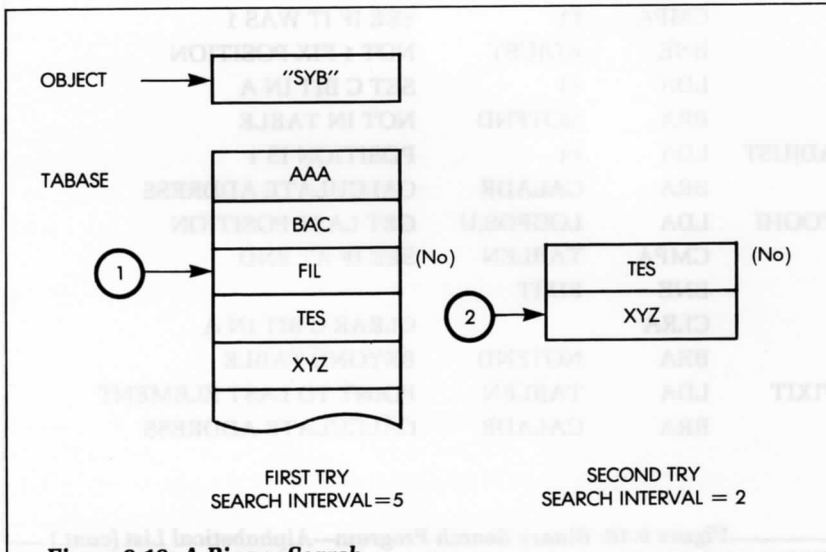 OBJECT
"SYB"
TABASE
AAA
BAC
1
FIL
(No)
TES
XYZ
TES
(No)
2
XYZ
FIRST TRY
SEARCH INTERVAL=5
SECOND TRY
SEARCH INTERVAL = 2
Figure 9.19: A Binary Search